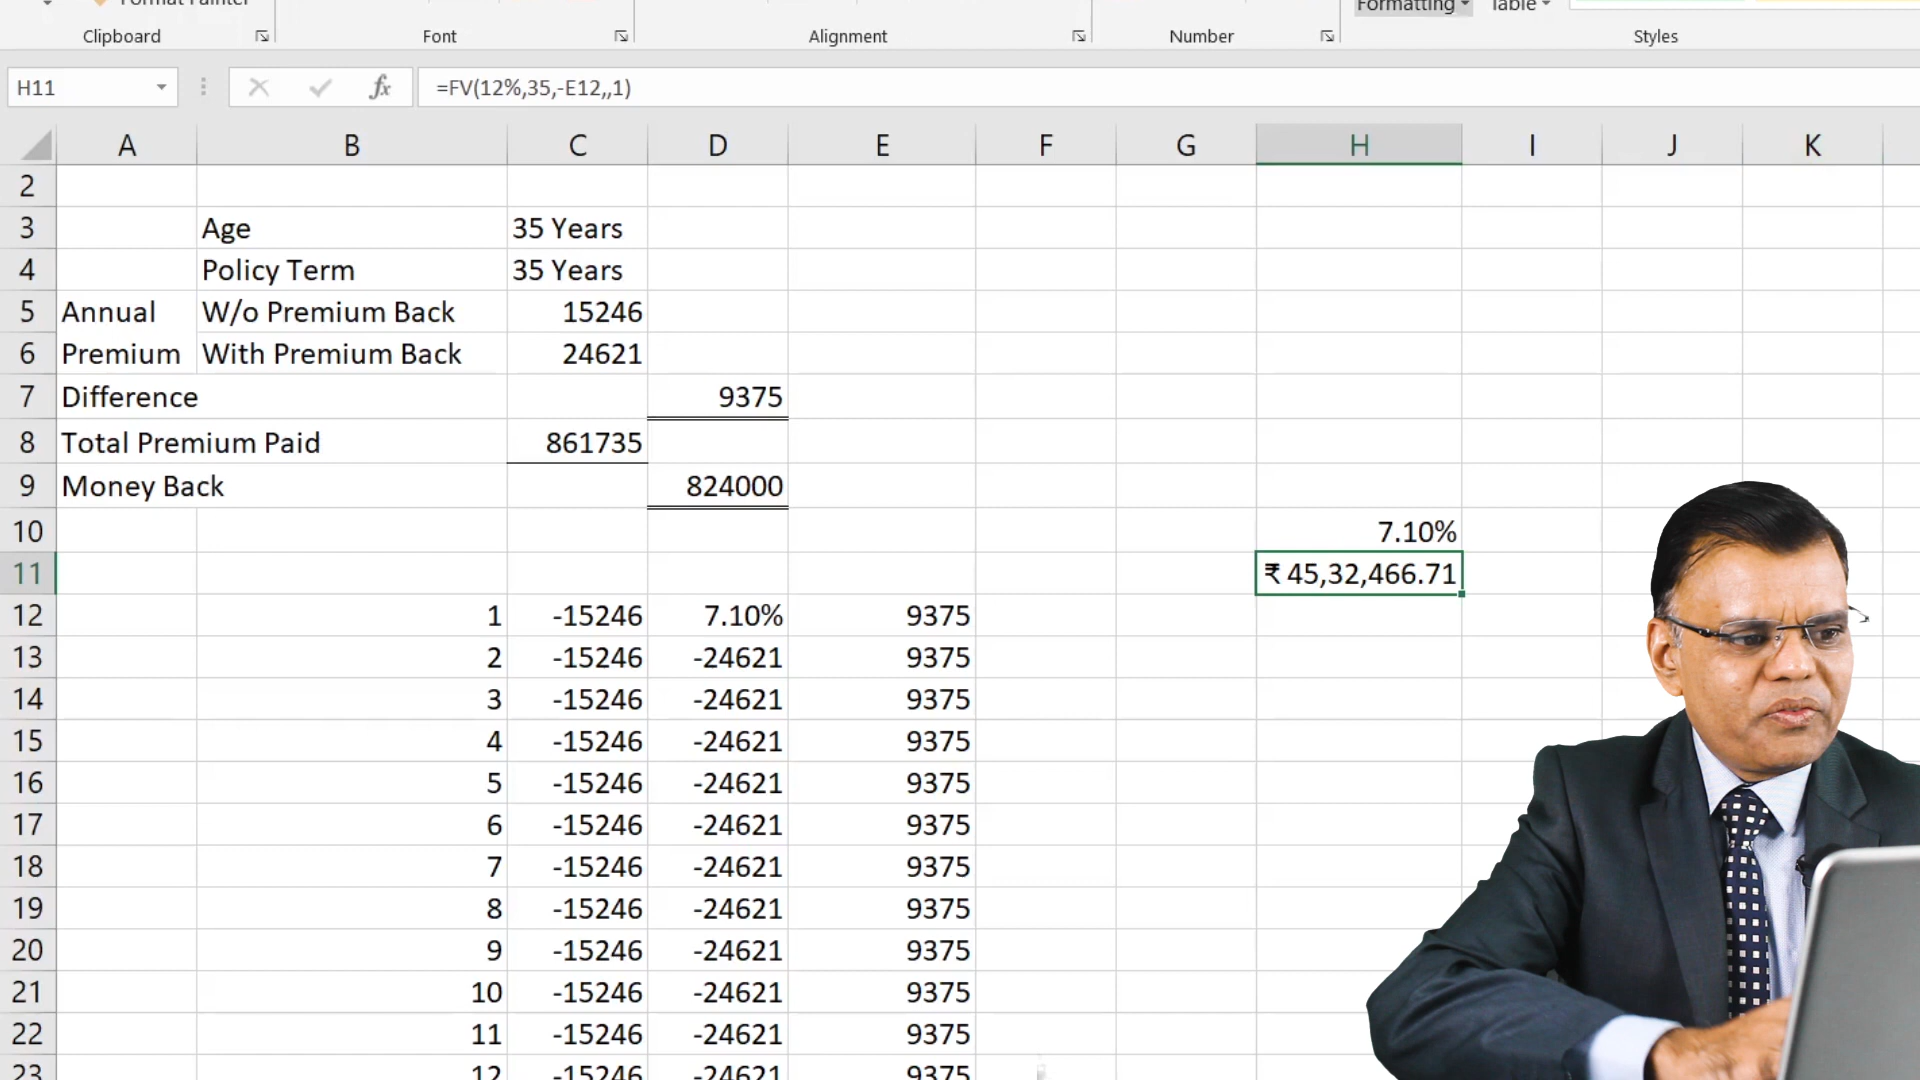 Format Painter
Formatting Table
Clipboard Font Alignment Number Styles
H11 fx =FV(12%,35,-E12,,1)
A B C D E F G H I J K
2
3 Age 35 Years
4 Policy Term 35 Years
5 Annual W/o Premium Back 15246
6 Premium With Premium Back 24621
7 Difference 9375
8 Total Premium Paid 861735
9 Money Back 824000
10 7.10%
11 ₹ 45,32,466.71
12 1 -15246 7.10% 9375
13 2 -15246 -24621 9375
14 3 -15246 -24621 9375
15 4 -15246 -24621 9375
16 5 -15246 -24621 9375
17 6 -15246 -24621 9375
18 7 -15246 -24621 9375
19 8 -15246 -24621 9375
20 9 -15246 -24621 9375
21 10 -15246 -24621 9375
22 11 -15246 -24621 9375
23 12 -15246 -24621 9375